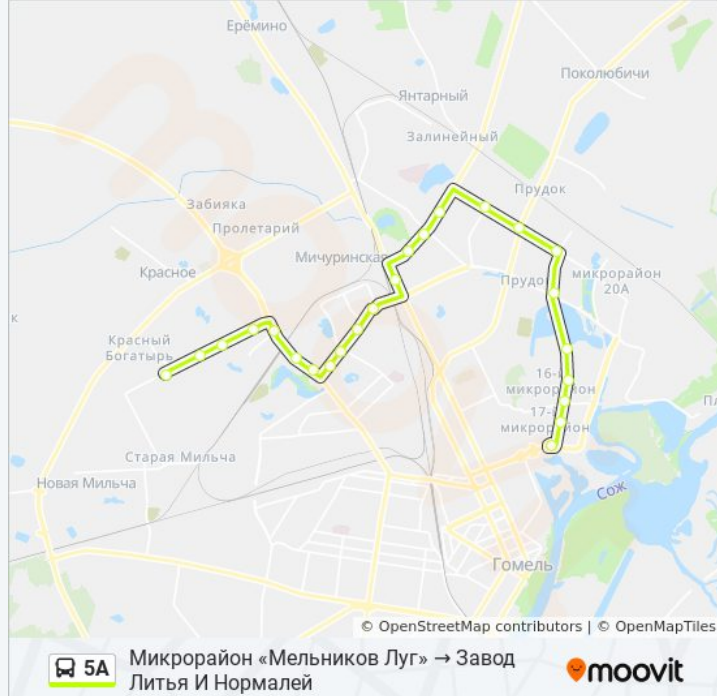 Ерёмино
Поколюбичи
Янтарный
Залинейный
Прудок
Забияка
Пролетарий
Мичуринская
Красное
Прудок
микрорайон
20А
Красный
Богатырь
16-й
микрорайон
17-й
микрорайон
Старая Мильча
Новая Мильча
Сож
Гомель
© OpenStreetMap contributors | © OpenMapTiles
5А Микрорайон «Мельников Луг» → Завод
Литья И Нормалей
moovit